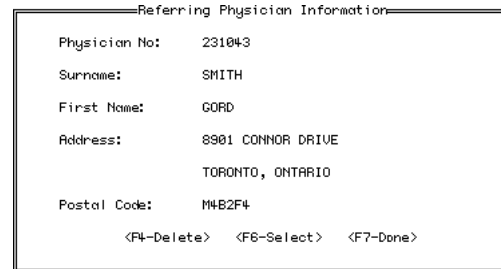 Referring Physician Information
Physician No: 231043
Surname: SMITH
First Name: GORD
Address: 8901 CONNOR DRIVE
TORONTO, ONTARIO
Postal Code: M4B2F4
<F4-Delete> <F6-Select> <F7-Done>